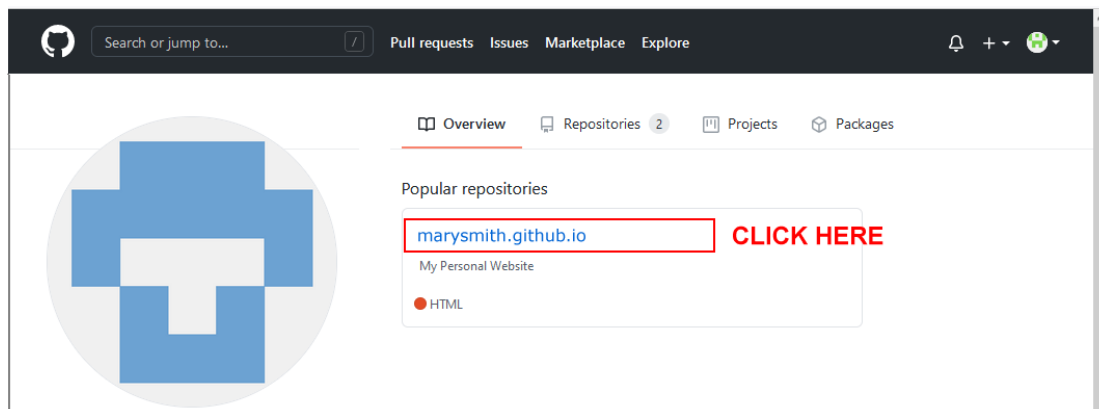 Search or jump to... / Pull requests Issues Marketplace Explore
Overview Repositories 2 Projects Packages
Popular repositories
marysmith.github.io CLICK HERE
My Personal Website
HTML